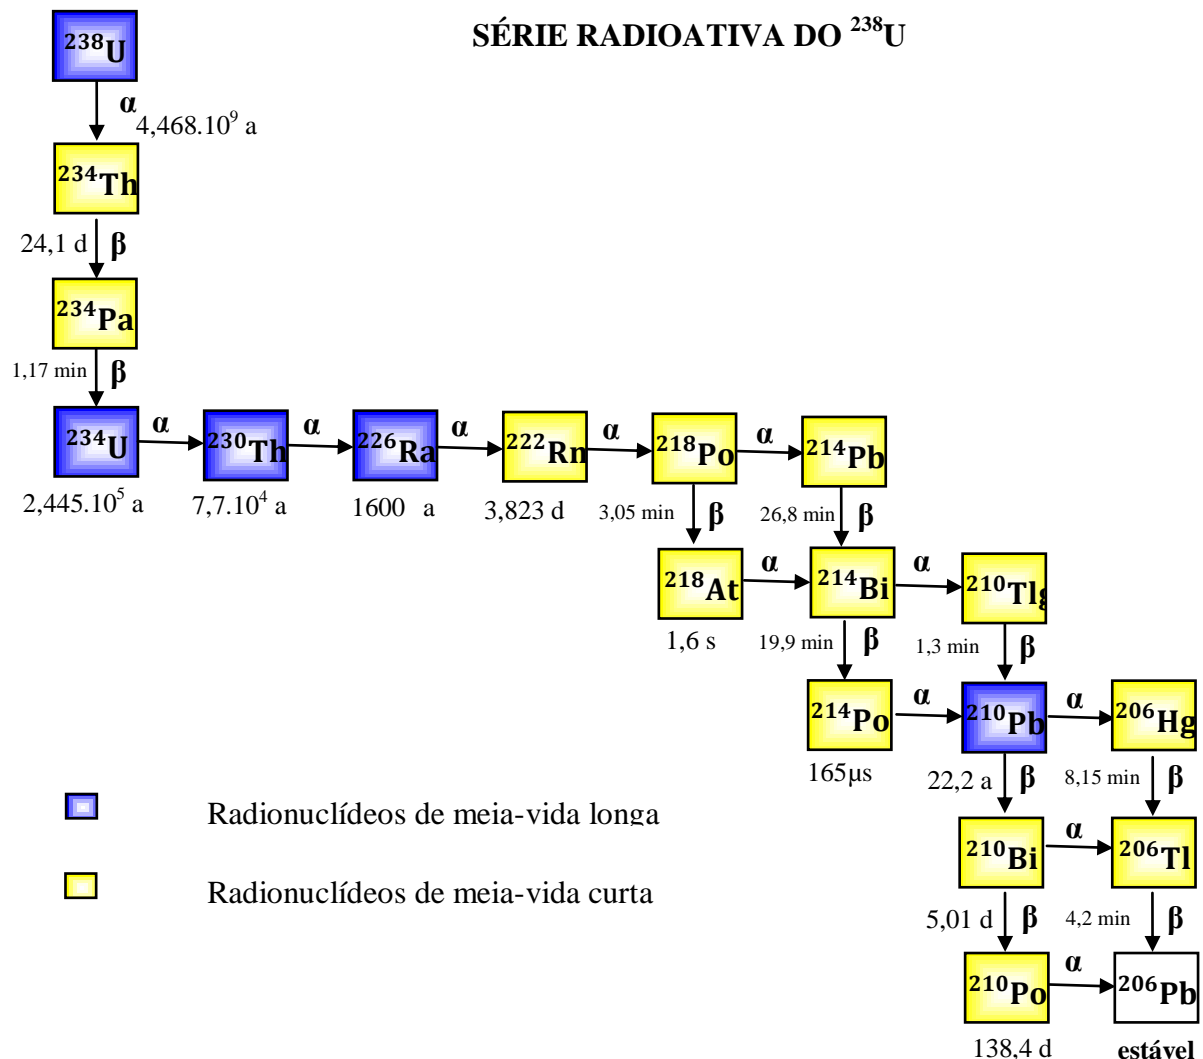 SÉRIE RADIOATIVA DO ²³⁸U
²³⁸U
α
4,468.10⁹ a
²³⁴Th
24,1 d β
²³⁴Pa
1,17 min β
²³⁴U α ²³⁰Th α ²²⁶Ra α ²²²Rn α ²¹⁸Po α ²¹⁴Pb
2,445.10⁵ a 7,7.10⁴ a 1600 a 3,823 d 3,05 min β 26,8 min β
²¹⁸At α ²¹⁴Bi α ²¹⁰Tlg
1,6 s 19,9 min β 1,3 min β
²¹⁴Po α ²¹⁰Pb α ²⁰⁶Hg
165µs 22,2 a β 8,15 min β
Radionuclídeos de meia-vida longa
²¹⁰Bi α ²⁰⁶Tl
Radionuclídeos de meia-vida curta
5,01 d β 4,2 min β
²¹⁰Po α ²⁰⁶Pb
138,4 d estável